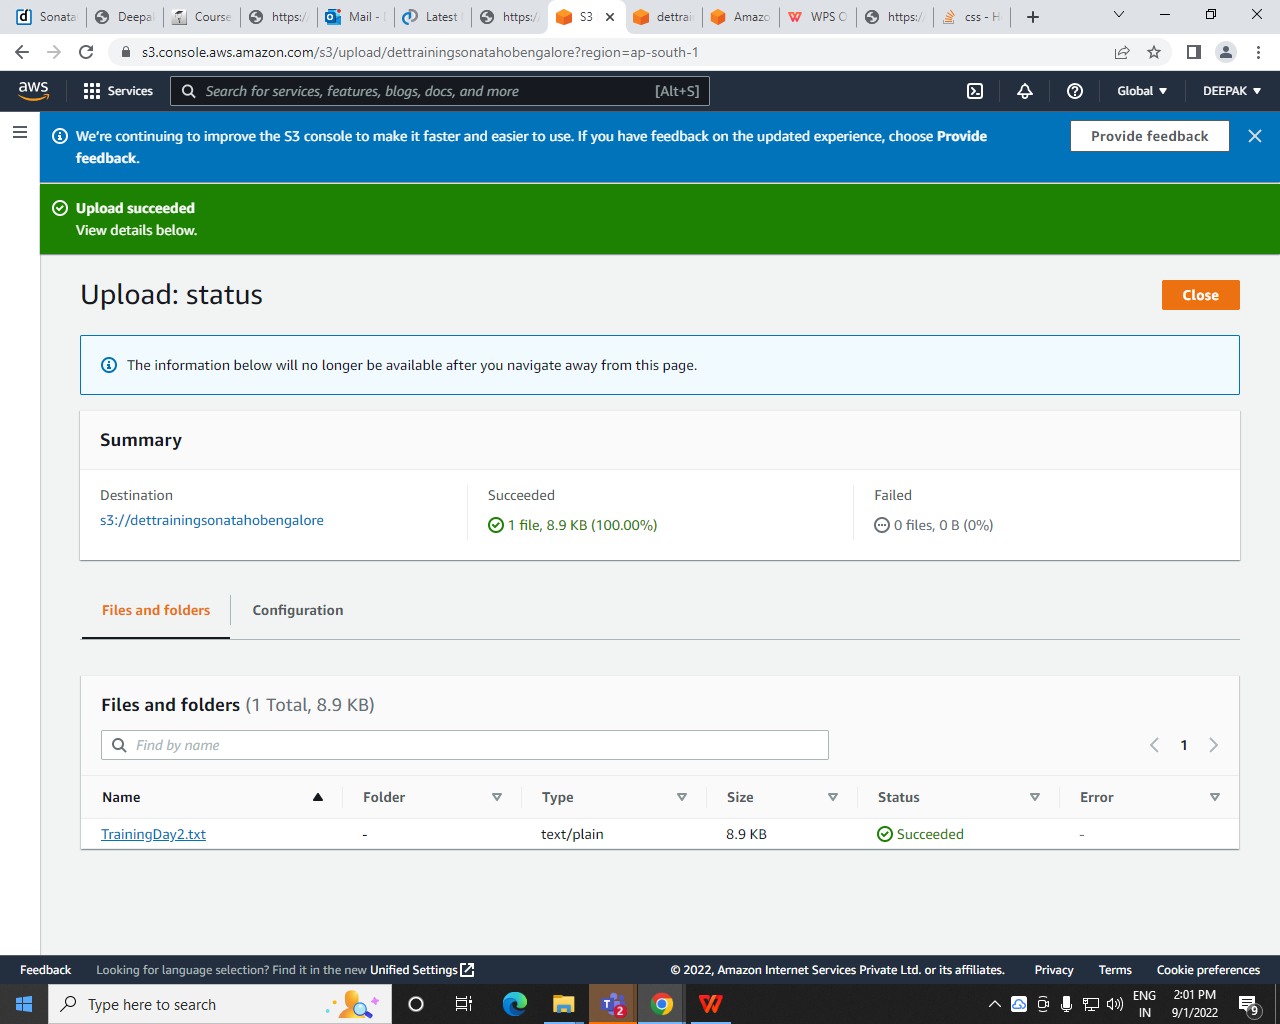 Sonata
Deepa
Course
https:/
Mail -
Latest
https:/
S3
dettrai
Amazo
WPS O
https:/
css - H
s3.console.aws.amazon.com/s3/upload/dettrainingsonatahobengalore?region=ap-south-1
aws
Services
Search for services, features, blogs, docs, and more
[Alt+S]
Global
DEEPAK
We're continuing to improve the S3 console to make it faster and easier to use. If you have feedback on the updated experience, choose Provide
feedback.
Provide feedback
Upload succeeded
View details below.
Upload: status
Close
The information below will no longer be available after you navigate away from this page.
Summary
Destination
s3://dettrainingsonatahobengalore
Succeeded
1 file, 8.9 KB (100.00%)
Failed
0 files, 0 B (0%)
Files and folders
Configuration
Files and folders (1 Total, 8.9 KB)
Find by name
1
Name Folder Type Size Status Error
TrainingDay2.txt - text/plain 8.9 KB Succeeded -
Feedback
Looking for language selection? Find it in the new Unified Settings
© 2022, Amazon Internet Services Private Ltd. or its affiliates.
Privacy
Terms
Cookie preferences
Type here to search
2
ENG
IN
2:01 PM
9/1/2022
9